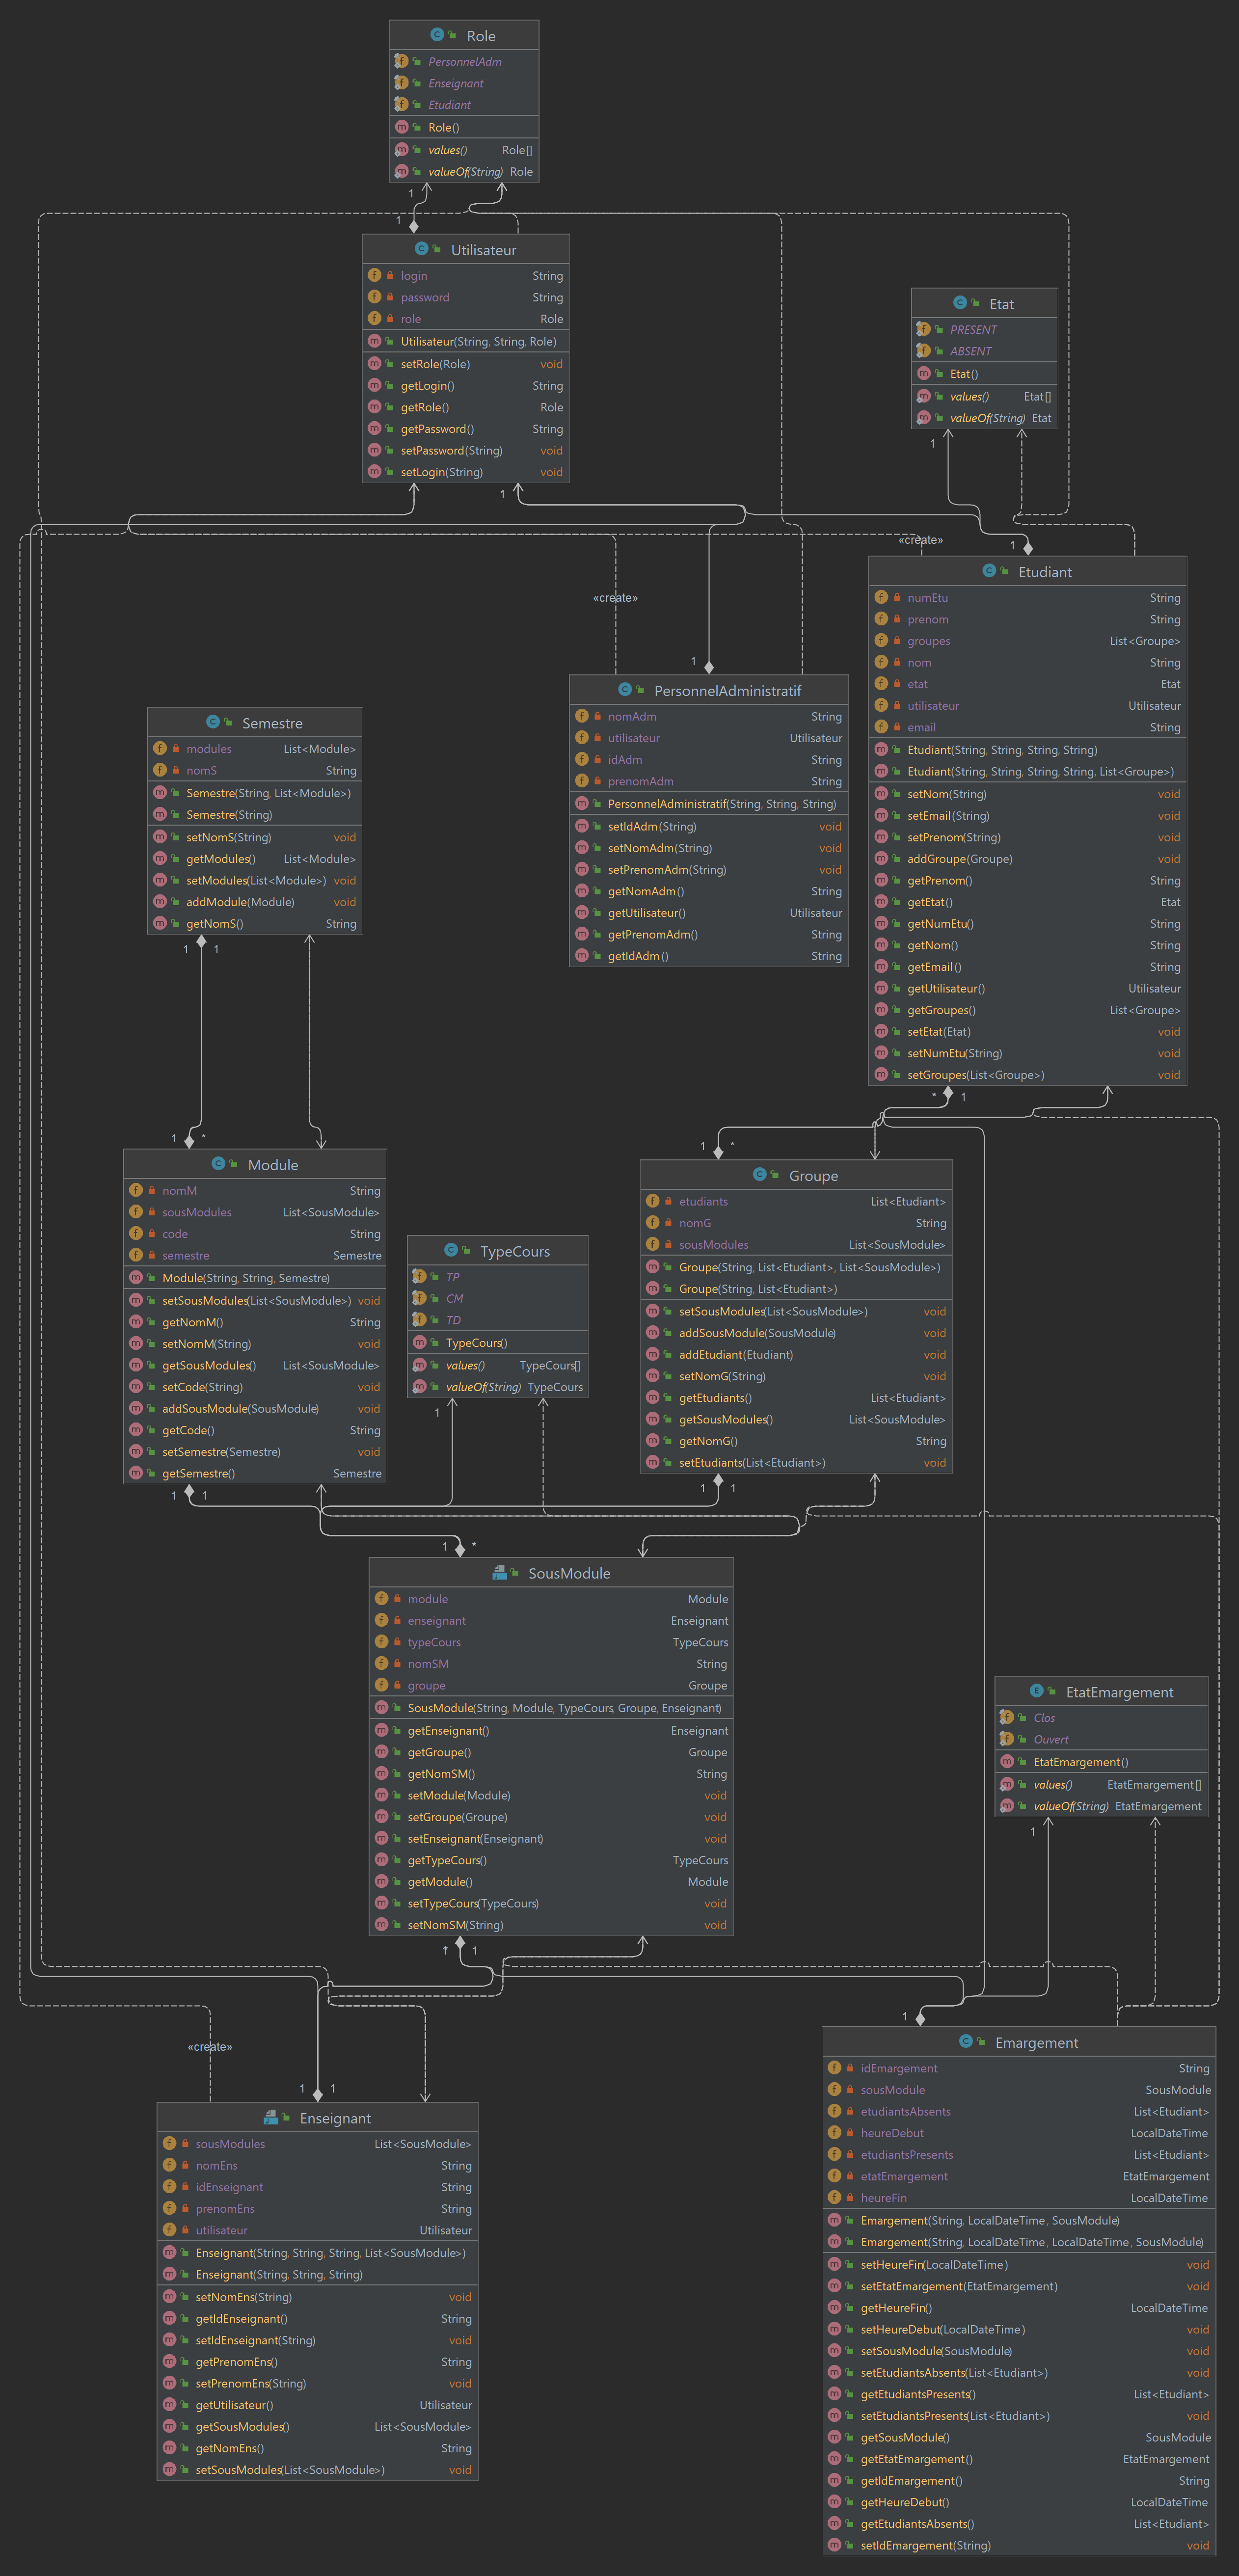 Role
PersonnelAdm
Enseignant
Etudiant
Role()
values() Role[]
valueOf(String) Role
1
1
Utilisateur
login String
password String
role Role
Utilisateur(String, String, Role)
setRole(Role) void
getLogin() String
getRole() Role
getPassword() String
setPassword(String) void
setLogin(String) void
1
Etat
PRESENT
ABSENT
Etat()
values() Etat[]
valueOf(String) Etat
1
«create»
1
Etudiant
numEtu String
prenom String
groupes List<Groupe>
nom String
etat Etat
utilisateur Utilisateur
email String
Etudiant(String, String, String, String)
Etudiant(String, String, String, String, List<Groupe>)
setNom(String) void
setEmail(String) void
setPrenom(String) void
addGroupe(Groupe) void
getPrenom() String
getEtat() Etat
getNumEtu() String
getNom() String
getEmail() String
getUtilisateur() Utilisateur
getGroupes() List<Groupe>
setEtat(Etat) void
setNumEtu(String) void
setGroupes(List<Groupe>) void
* 1
«create»
1
PersonnelAdministratif
nomAdm String
utilisateur Utilisateur
idAdm String
prenomAdm String
PersonnelAdministratif(String, String, String)
setIdAdm(String) void
setNomAdm(String) void
setPrenomAdm(String) void
getNomAdm() String
getUtilisateur() Utilisateur
getPrenomAdm() String
getIdAdm() String
Semestre
modules List<Module>
nomS String
Semestre(String, List<Module>)
Semestre(String)
setNomS(String) void
getModules() List<Module>
setModules(List<Module>) void
addModule(Module) void
getNomS() String
1 1
1 *
Module
nomM String
sousModules List<SousModule>
code String
semestre Semestre
Module(String, String, Semestre)
setSousModules(List<SousModule>) void
getNomM() String
setNomM(String) void
getSousModules() List<SousModule>
setCode(String) void
addSousModule(SousModule) void
getCode() String
setSemestre(Semestre) void
getSemestre() Semestre
1 1
TypeCours
TP
CM
TD
TypeCours()
values() TypeCours[]
valueOf(String) TypeCours
1
1 *
Groupe
etudiants List<Etudiant>
nomG String
sousModules List<SousModule>
Groupe(String, List<Etudiant>, List<SousModule>)
Groupe(String, List<Etudiant>)
setSousModules(List<SousModule>) void
addSousModule(SousModule) void
addEtudiant(Etudiant) void
setNomG(String) void
getEtudiants() List<Etudiant>
getSousModules() List<SousModule>
getNomG() String
setEtudiants(List<Etudiant>) void
1 1
1 *
SousModule
module Module
enseignant Enseignant
typeCours TypeCours
nomSM String
groupe Groupe
SousModule(String, Module, TypeCours, Groupe, Enseignant)
getEnseignant() Enseignant
getGroupe() Groupe
getNomSM() String
setModule(Module) void
setGroupe(Groupe) void
setEnseignant(Enseignant) void
getTypeCours() TypeCours
getModule() Module
setTypeCours(TypeCours) void
setNomSM(String) void
1
EtatEmargement
Clos
Ouvert
EtatEmargement()
values() EtatEmargement[]
valueOf(String) EtatEmargement
1
«create»
1 1
Enseignant
sousModules List<SousModule>
nomEns String
idEnseignant String
prenomEns String
utilisateur Utilisateur
Enseignant(String, String, String, List<SousModule>)
Enseignant(String, String, String)
setNomEns(String) void
getIdEnseignant() String
setIdEnseignant(String) void
getPrenomEns() String
setPrenomEns(String) void
getUtilisateur() Utilisateur
getSousModules() List<SousModule>
getNomEns() String
setSousModules(List<SousModule>) void
1
Emargement
idEmargement String
sousModule SousModule
etudiantsAbsents List<Etudiant>
heureDebut LocalDateTime
etudiantsPresents List<Etudiant>
etatEmargement EtatEmargement
heureFin LocalDateTime
Emargement(String, LocalDateTime, SousModule)
Emargement(String, LocalDateTime, LocalDateTime, SousModule)
setHeureFin(LocalDateTime) void
setEtatEmargement(EtatEmargement) void
getHeureFin() LocalDateTime
setHeureDebut(LocalDateTime) void
setSousModule(SousModule) void
setEtudiantsAbsents(List<Etudiant>) void
getEtudiantsPresents() List<Etudiant>
setEtudiantsPresents(List<Etudiant>) void
getSousModule() SousModule
getEtatEmargement() EtatEmargement
getIdEmargement() String
getHeureDebut() LocalDateTime
getEtudiantsAbsents() List<Etudiant>
setIdEmargement(String) void